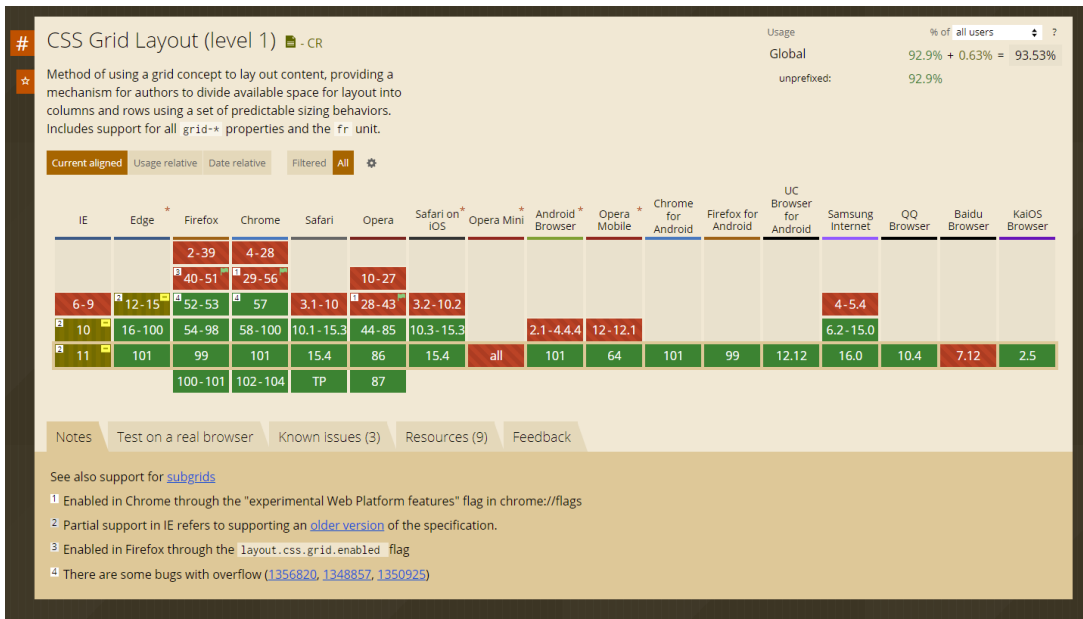 #
CSS Grid Layout (level 1) - CR
☆
Method of using a grid concept to lay out content, providing a
mechanism for authors to divide available space for layout into
columns and rows using a set of predictable sizing behaviors.
Includes support for all grid-* properties and the fr unit.
Usage % of all users ?
Global 92.9% + 0.63% = 93.53%
unprefixed: 92.9%
Current aligned Usage relative Date relative Filtered All
IE Edge * Firefox Chrome Safari Opera Safari on iOS * Opera Mini * Android Browser * Opera Mobile * Chrome for Android Firefox for Android UC Browser for Android Samsung Internet QQ Browser Baidu Browser KaiOS Browser
2-39 4-28
3 40-51 1 29-56 10-27
6-9 2 12-15 4 52-53 4 57 3.1-10 1 28-43 3.2-10.2 4-5.4
2 10 16-100 54-98 58-100 10.1-15.3 44-85 10.3-15.3 2.1-4.4.4 12-12.1 6.2-15.0
2 11 101 99 101 15.4 86 15.4 all 101 64 101 99 12.12 16.0 10.4 7.12 2.5
100-101 102-104 TP 87
Notes Test on a real browser Known issues (3) Resources (9) Feedback
See also support for subgrids
1 Enabled in Chrome through the "experimental Web Platform features" flag in chrome://flags
2 Partial support in IE refers to supporting an older version of the specification.
3 Enabled in Firefox through the layout.css.grid.enabled flag
4 There are some bugs with overflow (1356820, 1348857, 1350925)